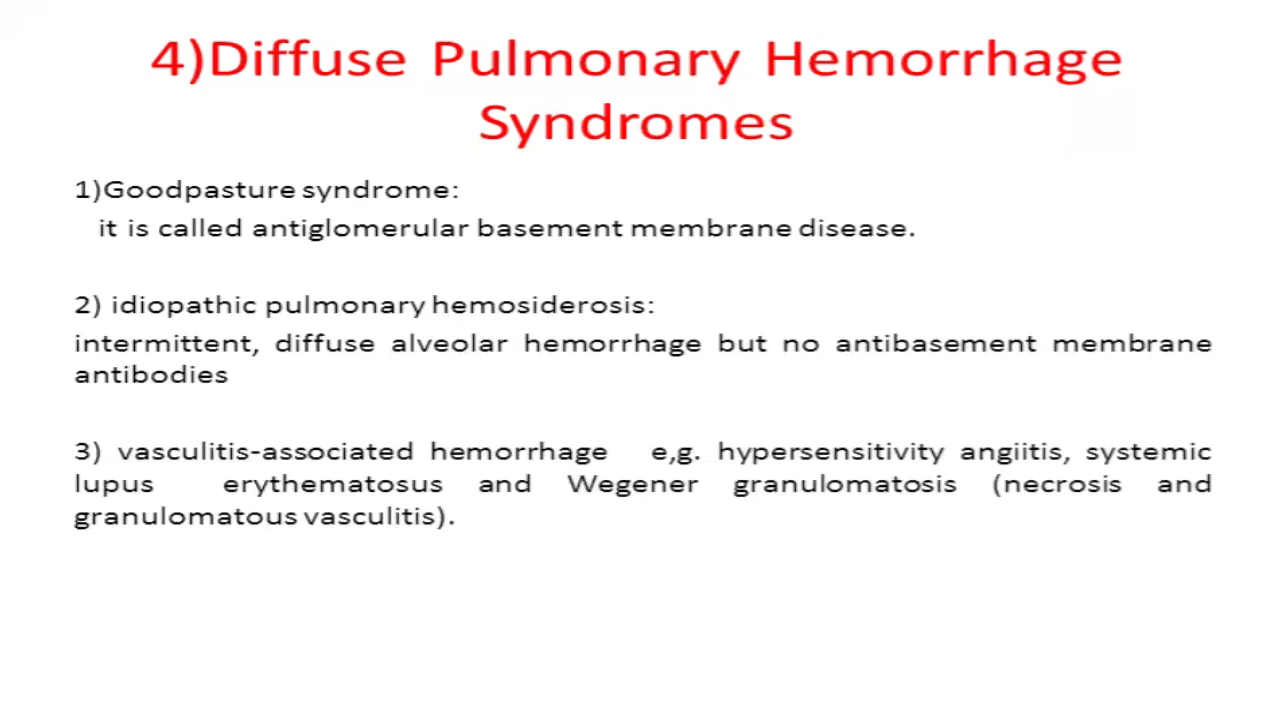 4)Diffuse Pulmonary Hemorrhage
Syndromes
1)Goodpasture syndrome:
it is called antiglomerular basement membrane disease.
2) idiopathic pulmonary hemosiderosis:
intermittent, diffuse alveolar hemorrhage but no antibasement membrane
antibodies
3) vasculitis-associated hemorrhage e,g. hypersensitivity angiitis, systemic
lupus erythematosus and Wegener granulomatosis (necrosis and
granulomatous vasculitis).